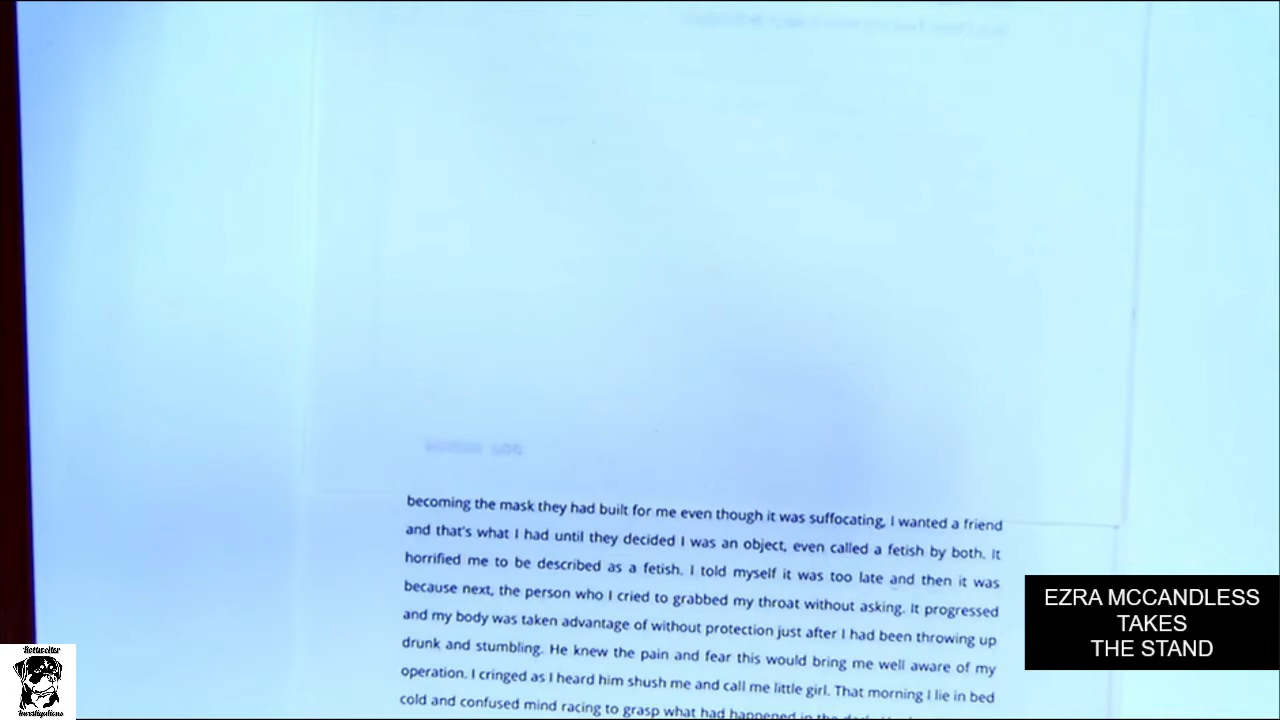 becoming the mask they had built for me even though it was suffocating, I wanted a friend
and that's what I had until they decided I was an object, even called a fetish by both. It
horrified me to be described as a fetish. I told myself it was too late and then it was
because next, the person who I cried to grabbed my throat without asking. It progressed
and my body was taken advantage of without protection just after I had been throwing up
drunk and stumbling. He knew the pain and fear this would bring me well aware of my
operation. I cringed as I heard him shush me and call me little girl. That morning I lie in bed
cold and confused mind racing to grasp what had happened in the
EZRA MCCANDLESS
TAKES
THE STAND
Rottweiler
Investigations